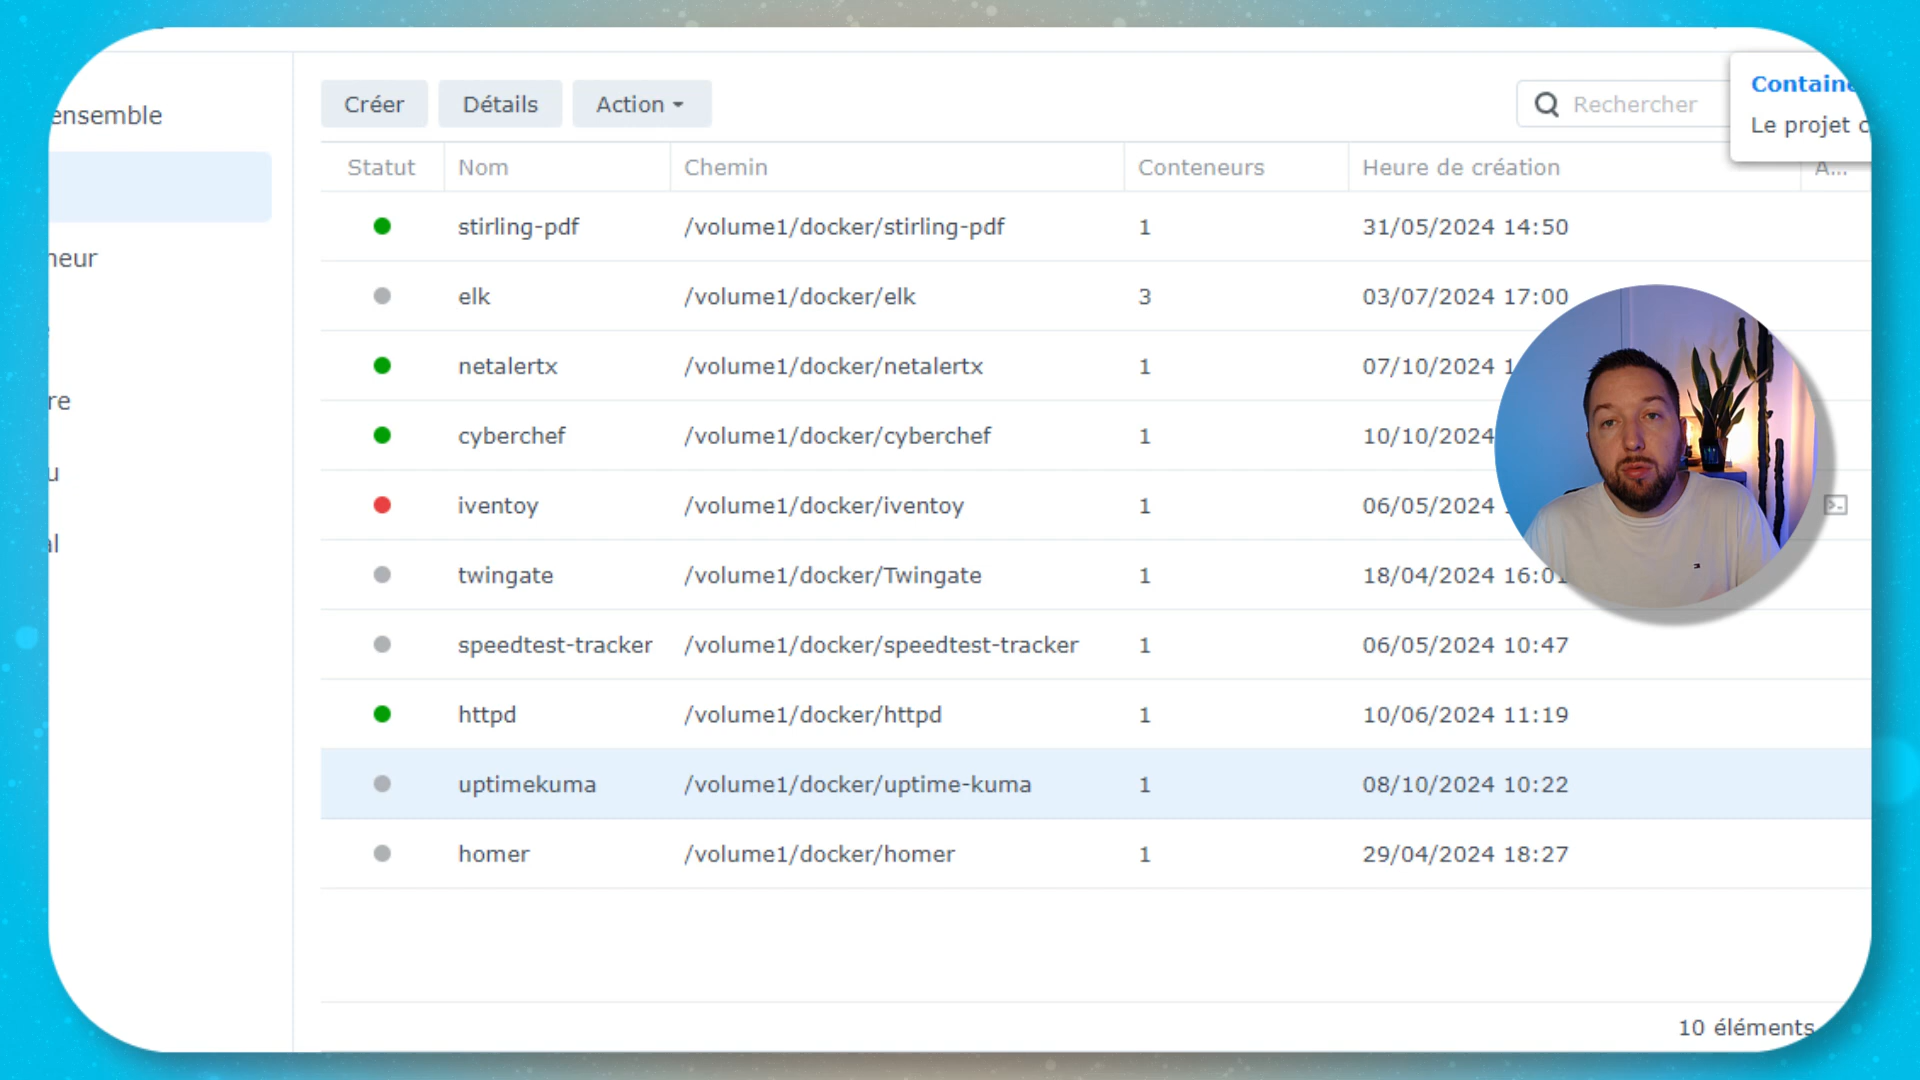 ensemble
Créer Détails Action Rechercher
Le projet
Statut Nom Chemin Conteneurs Heure de création A...
stirling-pdf /volume1/docker/stirling-pdf 1 31/05/2024 14:50
elk /volume1/docker/elk 3 03/07/2024 17:00
netalertx /volume1/docker/netalertx 1 07/10/2024
cyberchef /volume1/docker/cyberchef 1 10/10/2024
iventoy /volume1/docker/iventoy 1 06/05/2024
twingate /volume1/docker/Twingate 1 18/04/2024 16:01
speedtest-tracker /volume1/docker/speedtest-tracker 1 06/05/2024 10:47
httpd /volume1/docker/httpd 1 10/06/2024 11:19
uptimekuma /volume1/docker/uptime-kuma 1 08/10/2024 10:22
homer /volume1/docker/homer 1 29/04/2024 18:27
10 éléments